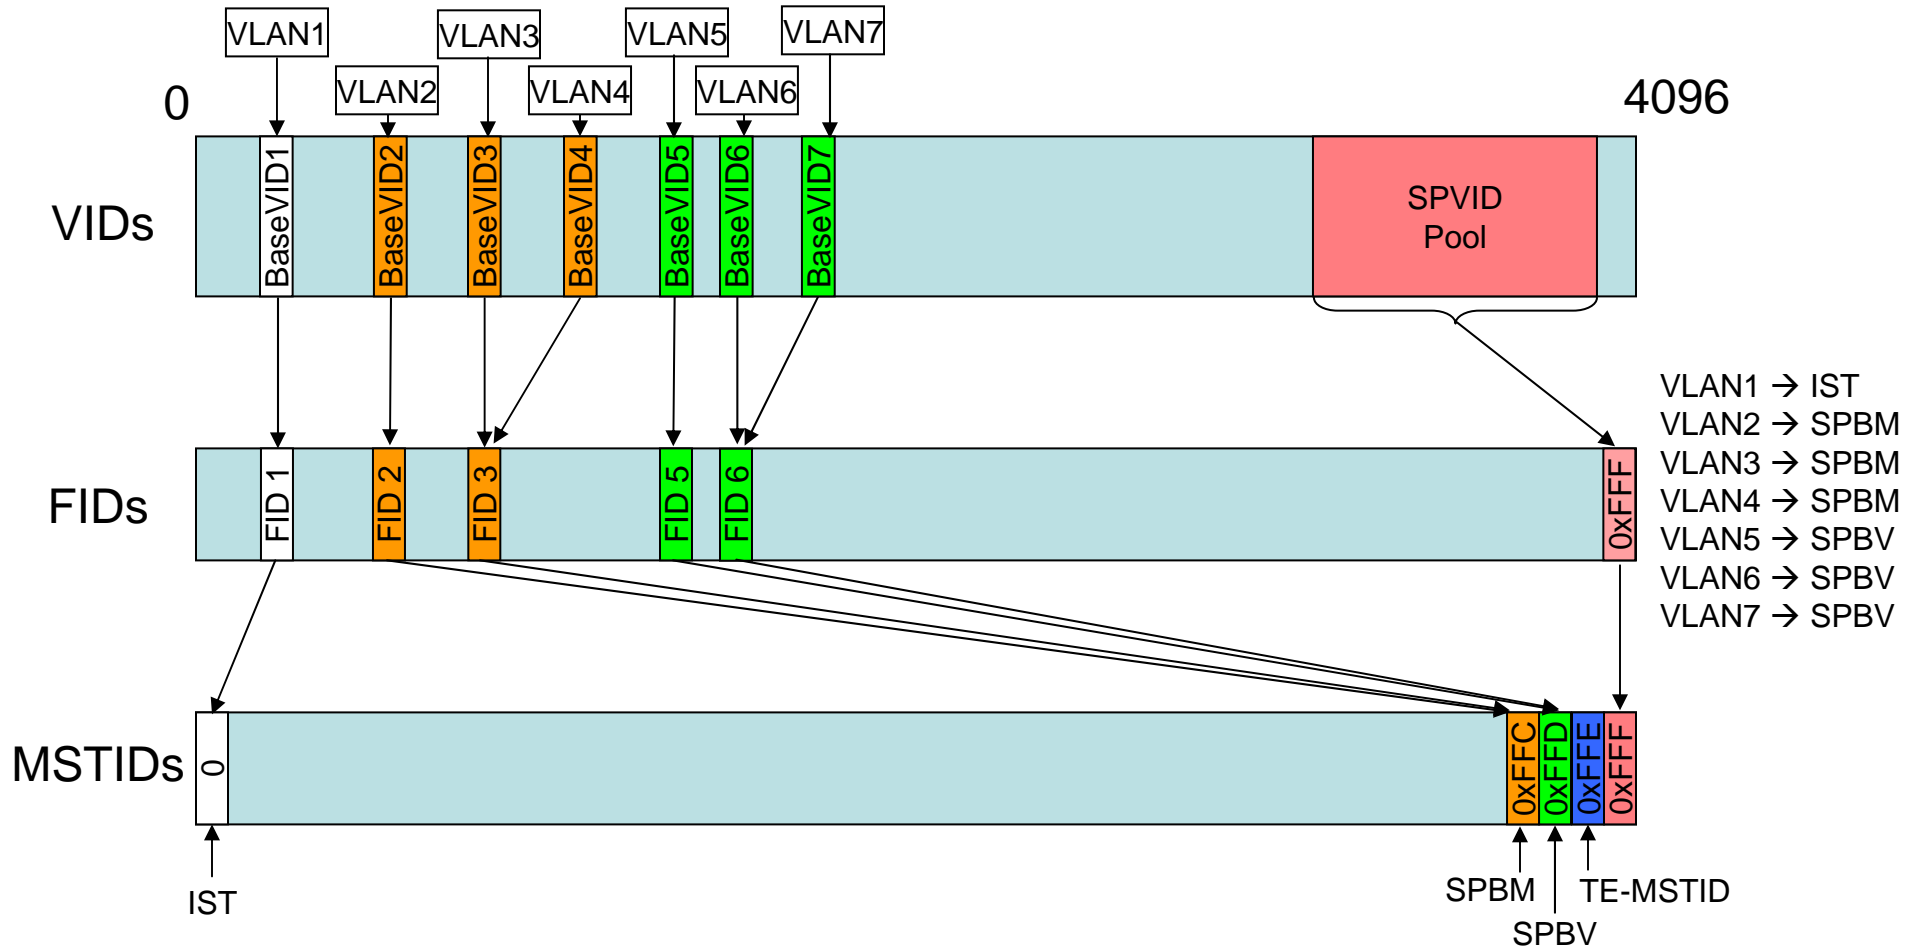 VLAN1
VLAN3
VLAN5
VLAN7
VLAN2
VLAN4
VLAN6
0
4096
VIDs
BaseVID1
BaseVID2
BaseVID3
BaseVID4
BaseVID5
BaseVID6
BaseVID7
SPVID
Pool
FIDs
FID 1
FID 2
FID 3
FID 5
FID 6
0xFFF
VLAN1 → IST
VLAN2 → SPBM
VLAN3 → SPBM
VLAN4 → SPBM
VLAN5 → SPBV
VLAN6 → SPBV
VLAN7 → SPBV
MSTIDs
0
0xFFC
0xFFD
0xFFE
0xFFF
IST
SPBM
TE-MSTID
SPBV